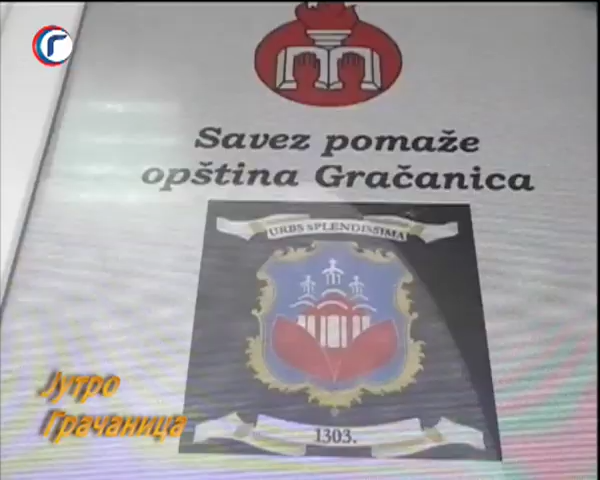 Savez pomaže
opština Gračanica
URBS SPLENDISSIMA
1303.
Јутро
Грачаница